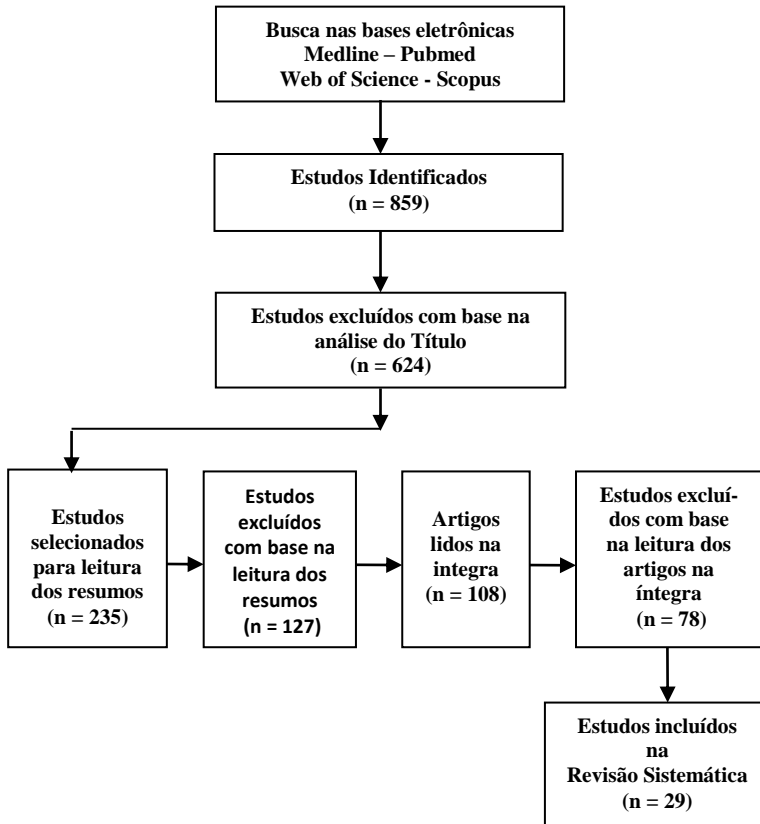 Busca nas bases eletrônicas
Medline – Pubmed
Web of Science - Scopus
Estudos Identificados
(n = 859)
Estudos excluídos com base na
análise do Título
(n = 624)
Estudos
selecionados
para leitura
dos resumos
(n = 235)
Estudos
excluídos
com base na
leitura dos
resumos
(n = 127)
Artigos
lidos na
integra
(n = 108)
Estudos excluí-
dos com base
na leitura dos
artigos na
íntegra
(n = 78)
Estudos incluídos
na
Revisão Sistemática
(n = 29)